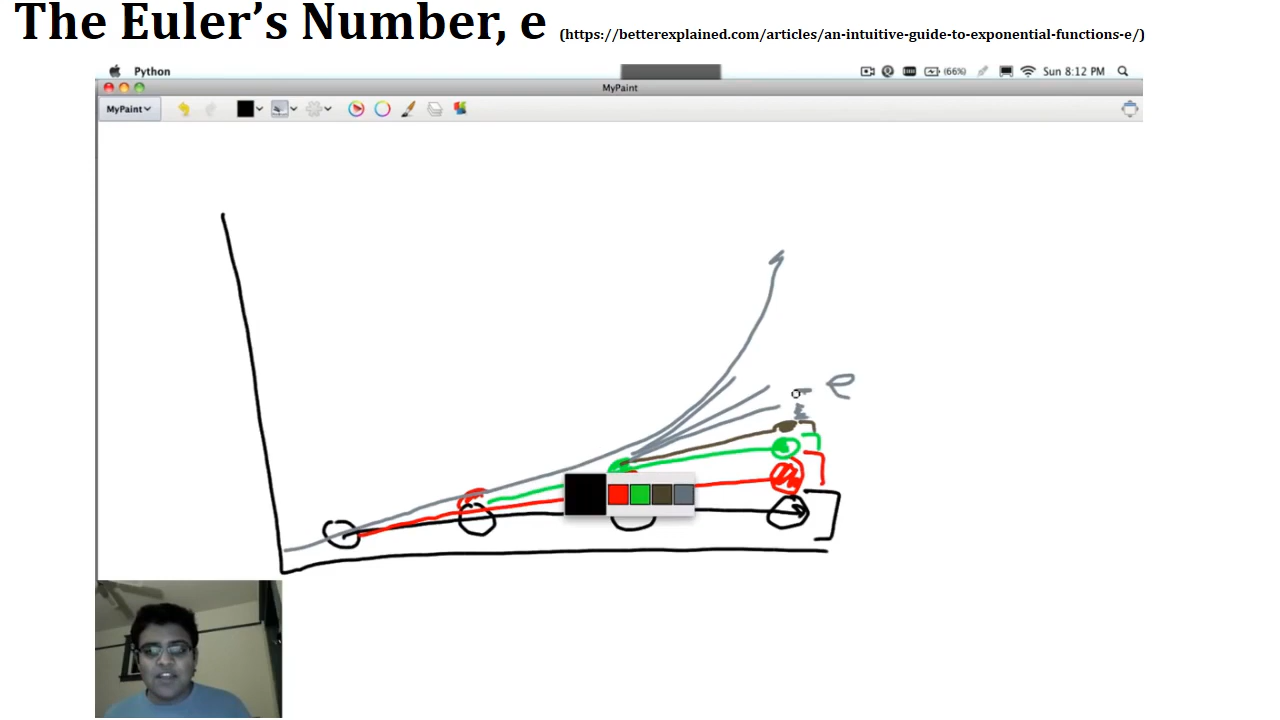 The Euler’s Number, e (https://betterexplained.com/articles/an-intuitive-guide-to-exponential-functions-e/)
Python (66%) Sun 8:12 PM
MyPaint
MyPaint
e